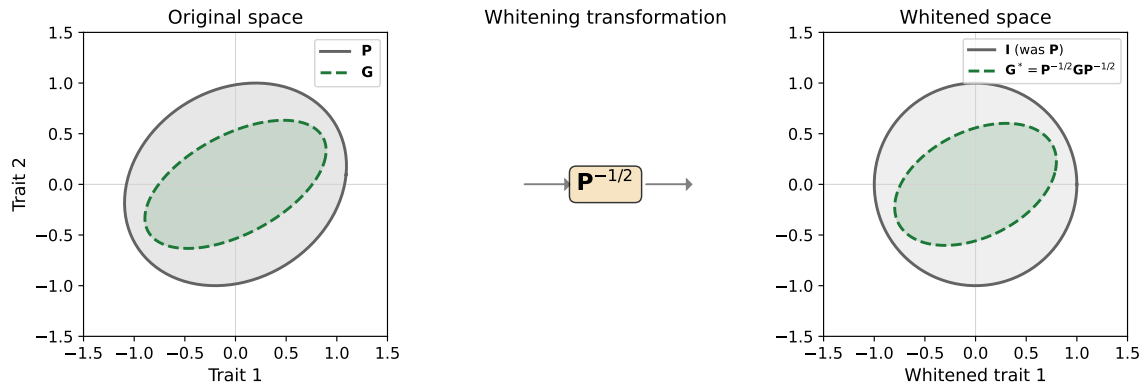 Original space
Whitening transformation
Whitened space
P
G
I (was P)
G* = P−1/2GP−1/2
P−1/2
1.5
1.0
0.5
0.0
−0.5
−1.0
−1.5
Trait 2
−1.5 −1.0 −0.5 0.0 0.5 1.0 1.5
Trait 1
1.5
1.0
0.5
0.0
−0.5
−1.0
−1.5
−1.5 −1.0 −0.5 0.0 0.5 1.0 1.5
Whitened trait 1